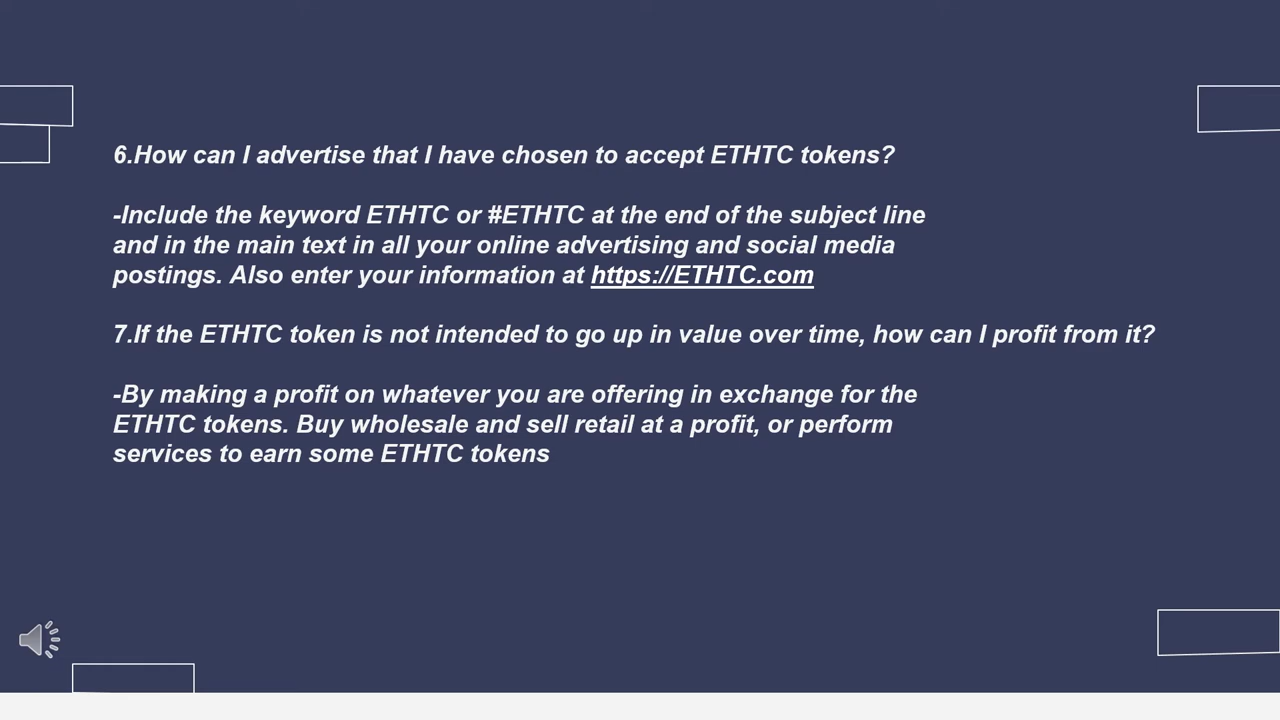 6.How can I advertise that I have chosen to accept ETHTC tokens?
-Include the keyword ETHTC or #ETHTC at the end of the subject line
and in the main text in all your online advertising and social media
postings. Also enter your information at https://ETHTC.com
7.If the ETHTC token is not intended to go up in value over time, how can I profit from it?
-By making a profit on whatever you are offering in exchange for the
ETHTC tokens. Buy wholesale and sell retail at a profit, or perform
services to earn some ETHTC tokens